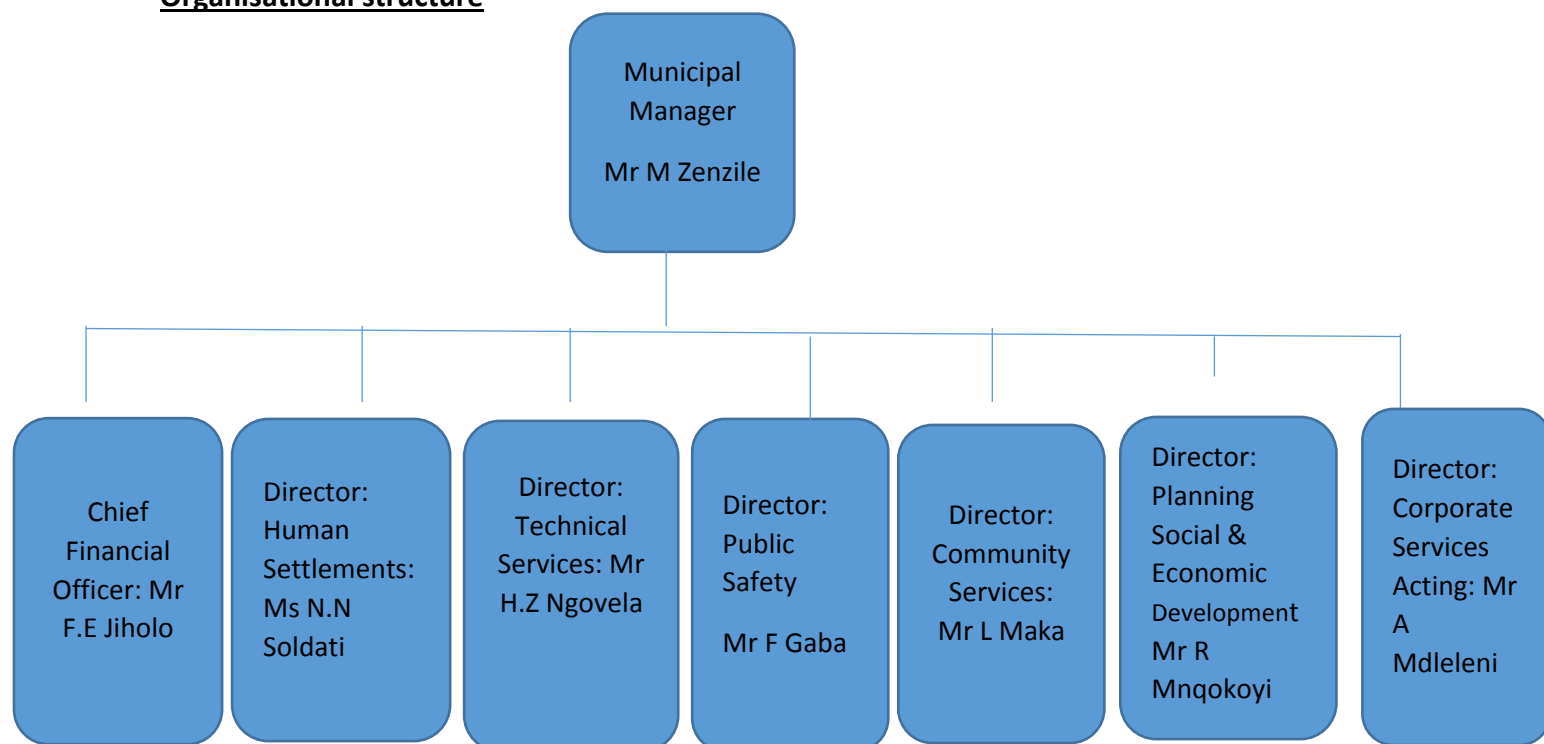 Organisational structure
Municipal
Manager
Mr M Zenzile
Chief
Financial
Officer: Mr
F.E Jiholo
Director:
Human
Settlements:
Ms N.N
Soldati
Director:
Technical
Services: Mr
H.Z Ngovela
Director:
Public
Safety
Mr F Gaba
Director:
Community
Services:
Mr L Maka
Director:
Planning
Social &
Economic
Development
Mr R
Mnqokoyi
Director:
Corporate
Services
Acting: Mr
A
Mdleleni